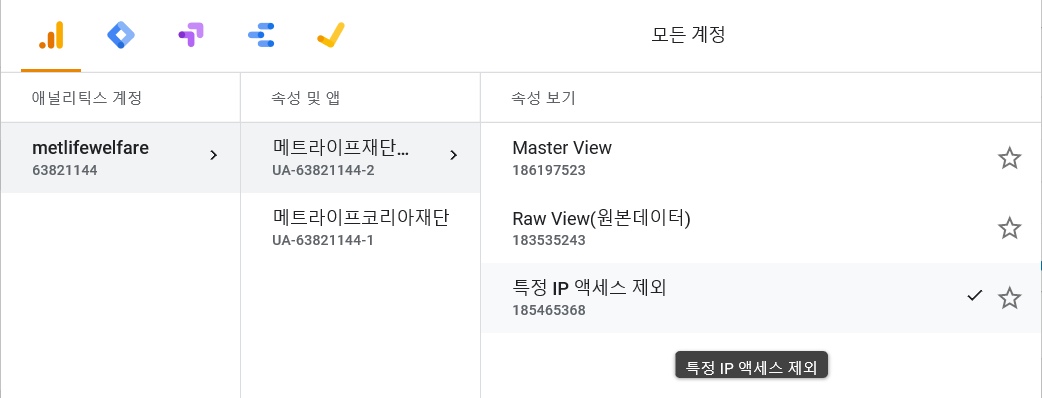 모든 계정
애널리틱스 계정
속성 및 앱
속성 보기
metlifewelfare
63821144
메트라이프재단...
UA-63821144-2
메트라이프코리아재단
UA-63821144-1
Master View
186197523
Raw View(원본데이터)
183535243
특정 IP 액세스 제외
185465368
특정 IP 액세스 제외